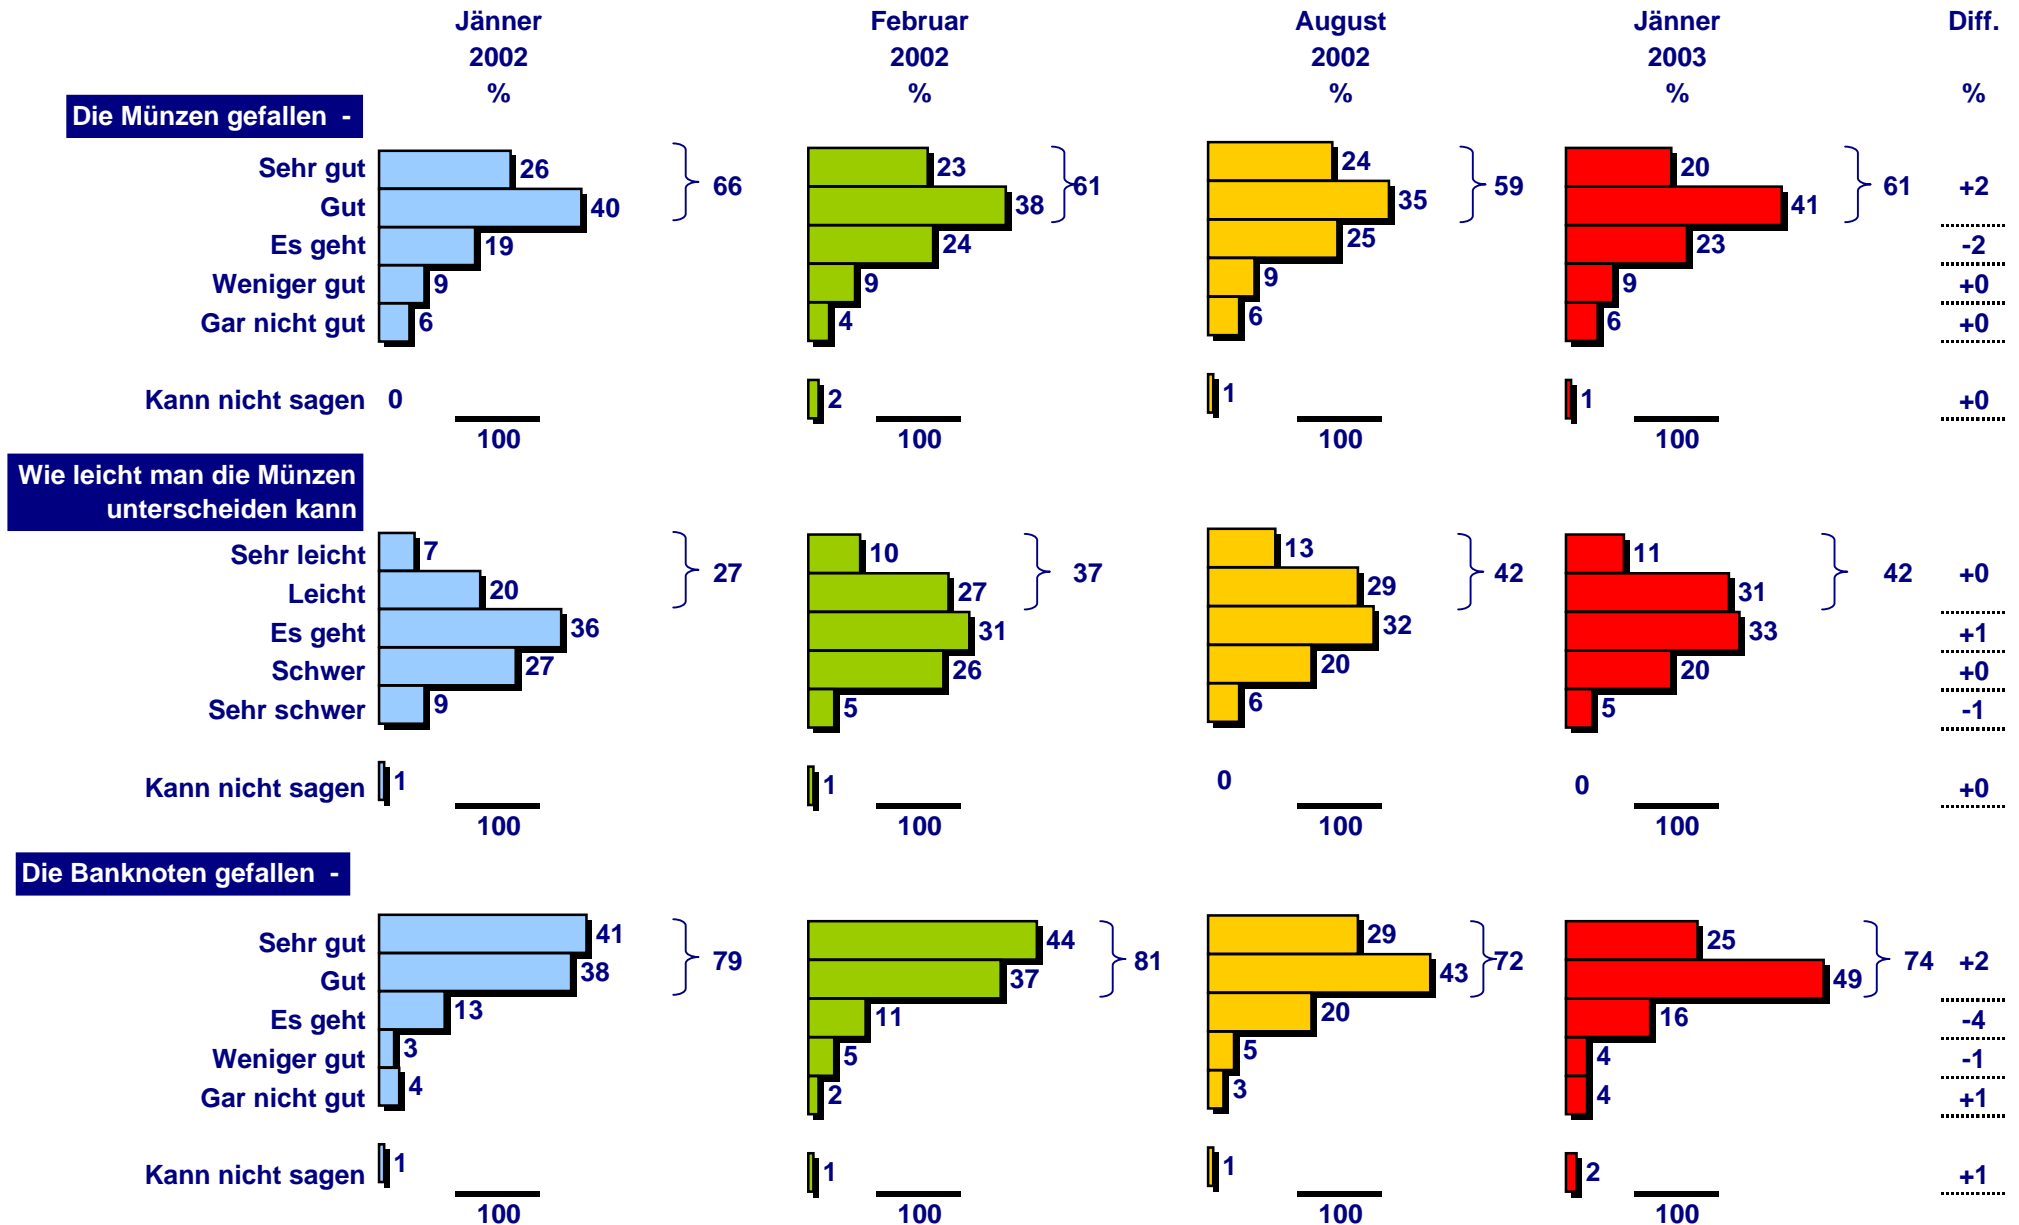 Jänner Februar August Jänner Diff.
2002 2002 2002 2003
% % % % %
Die Münzen gefallen -
Sehr gut 26 23 24 20
66 61 59 61 +2
Gut 40 38 35 41
Es geht 19 24 25 23 -2
Weniger gut 9 9 9 9 +0
Gar nicht gut 6 4 6 6 +0
Kann nicht sagen 0 2 1 1 +0
100 100 100 100
Wie leicht man die Münzen
unterscheiden kann
Sehr leicht 7 10 13 11
27 37 42 42 +0
Leicht 20 27 29 31
Es geht 36 31 32 33 +1
Schwer 27 26 20 20 +0
Sehr schwer 9 5 6 5 -1
Kann nicht sagen 1 1 0 0 +0
100 100 100 100
Die Banknoten gefallen -
Sehr gut 41 44 29 25
79 81 72 74 +2
Gut 38 37 43 49
Es geht 13 11 20 16 -4
Weniger gut 3 5 5 4 -1
Gar nicht gut 4 2 3 4 +1
Kann nicht sagen 1 1 1 2 +1
100 100 100 100